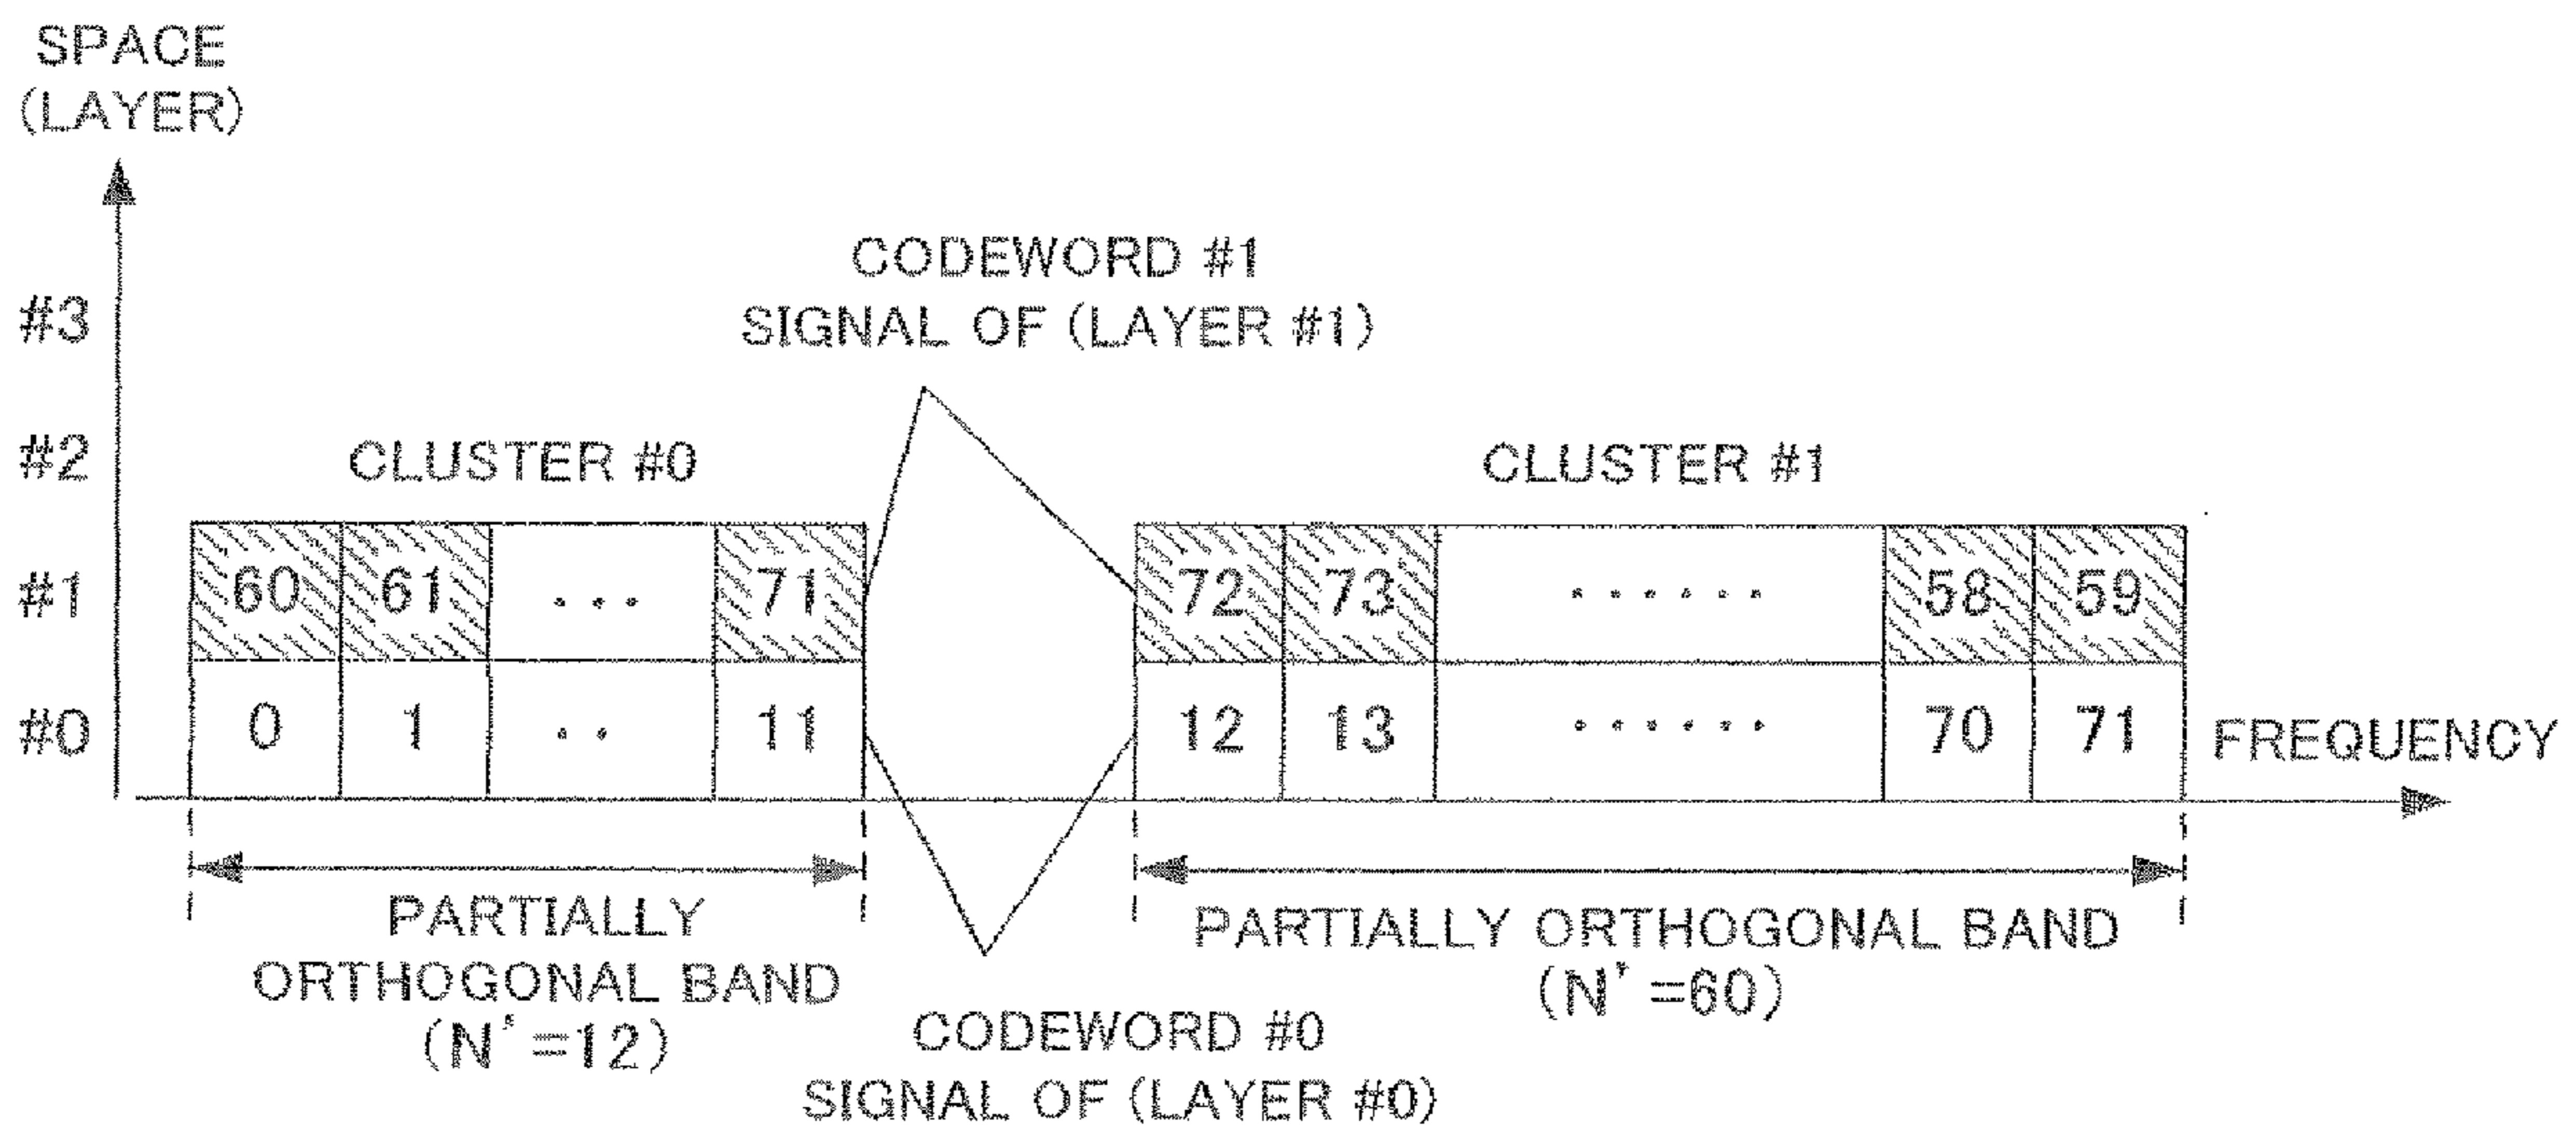 SPACE
(LAYER)
#3
#2
#1
#0
CODEWORD #1
SIGNAL OF (LAYER #1)
CLUSTER #0
CLUSTER #1
60 61 ... 71
72 73 ...... 58 59
0 1 .. 11
12 13 ...... 70 71
FREQUENCY
PARTIALLY
ORTHOGONAL BAND
(N'=12)
PARTIALLY ORTHOGONAL BAND
(N'=60)
CODEWORD #0
SIGNAL OF (LAYER #0)